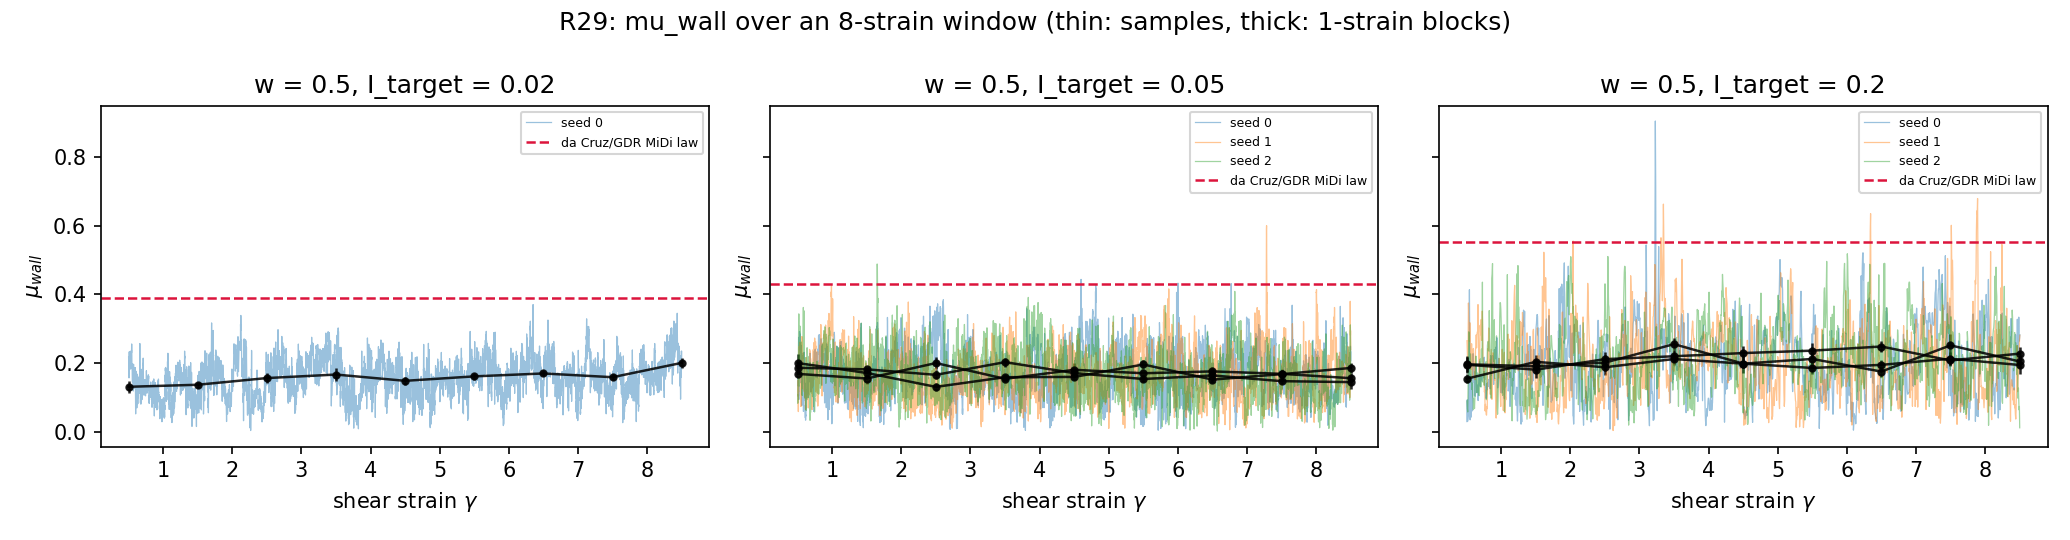 R29: mu_wall over an 8-strain window (thin: samples, thick: 1-strain blocks)
w = 0.5, I_target = 0.02
w = 0.5, I_target = 0.05
w = 0.5, I_target = 0.2
seed 0
da Cruz/GDR MiDi law
seed 0
seed 1
seed 2
da Cruz/GDR MiDi law
seed 0
seed 1
seed 2
da Cruz/GDR MiDi law
μwall
0.8
0.6
0.4
0.2
0.0
μwall
μwall
1 2 3 4 5 6 7 8
1 2 3 4 5 6 7 8
1 2 3 4 5 6 7 8
shear strain γ
shear strain γ
shear strain γ